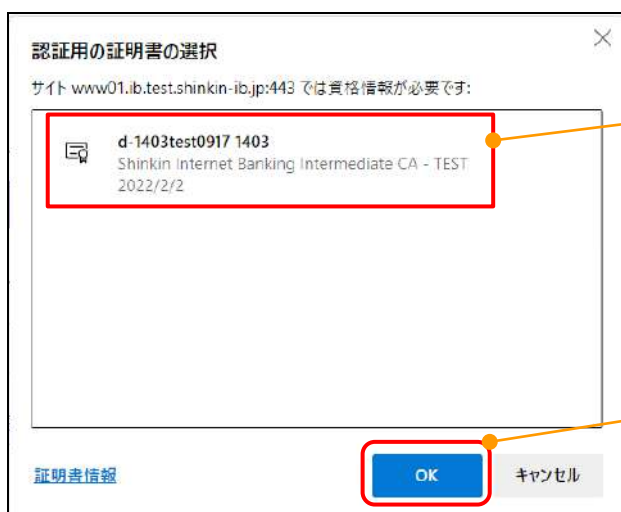 認証用の証明書の選択
サイト www01.ib.test.shinkin-ib.jp:443 では資格情報が必要です:
d-1403test0917 1403
Shinkin Internet Banking Intermediate CA - TEST
2022/2/2
証明書情報
OK
キャンセル